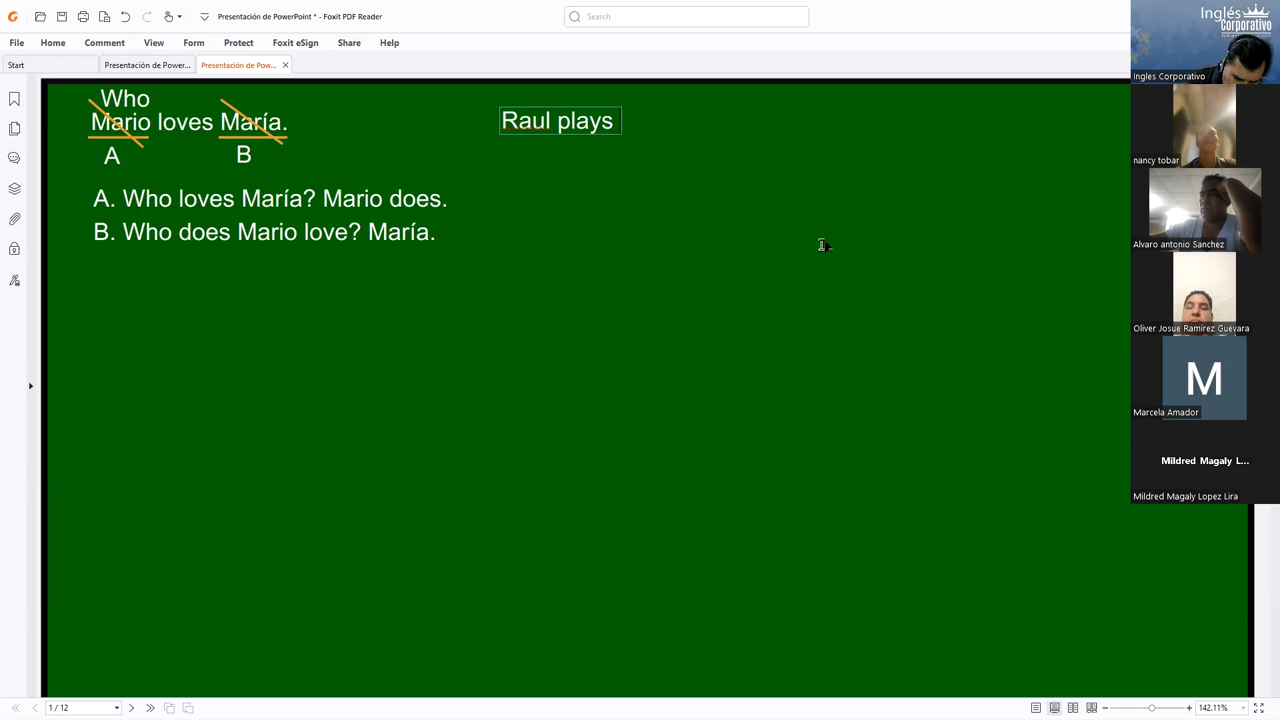 Presentación de PowerPoint * - Foxit PDF Reader
Search
File Home Comment View Form Protect Foxit eSign Share Help
Start
Presentación de Power...
Presentación de Pow...
Who
Mario loves María.
A B
A. Who loves María? Mario does.
B. Who does Mario love? María.
Raul plays
Inglés
Corporativo
Ingles Corporativo
nancy tobar
Alvaro antonio Sanchez
Oliver Josue Ramirez Guevara
M
Marcela Amador
Mildred Magaly L...
Mildred Magaly Lopez Lira
1 / 12
142.11%